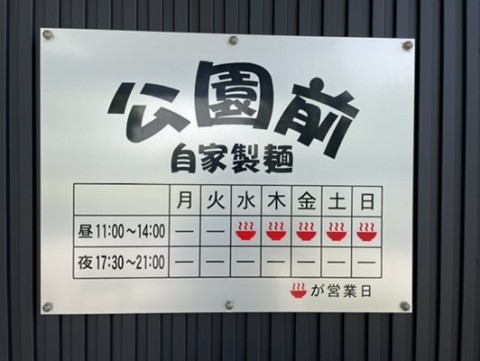 公園前
自家製麺
月 火 水 木 金 土 日
昼11:00～14:00 — —
夜17:30～21:00 — — — — — — —
が営業日